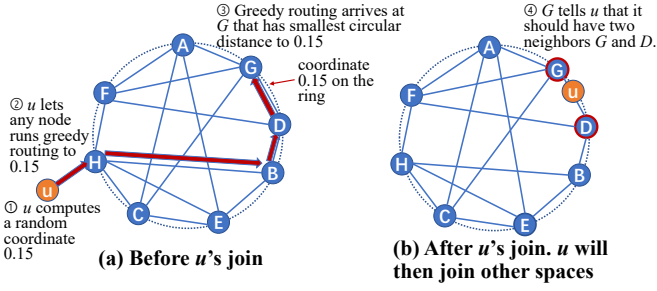 ③ Greedy routing arrives at
G that has smallest circular
distance to 0.15
coordinate
0.15 on the
ring
② u lets
any node
runs greedy
routing to
0.15
① u computes
a random
coordinate
0.15
A
G
F
D
H
B
u
C
E
(a) Before u's join
④ G tells u that it
should have two
neighbors G and D.
A
G
u
F
D
H
B
C
E
(b) After u's join. u will
then join other spaces